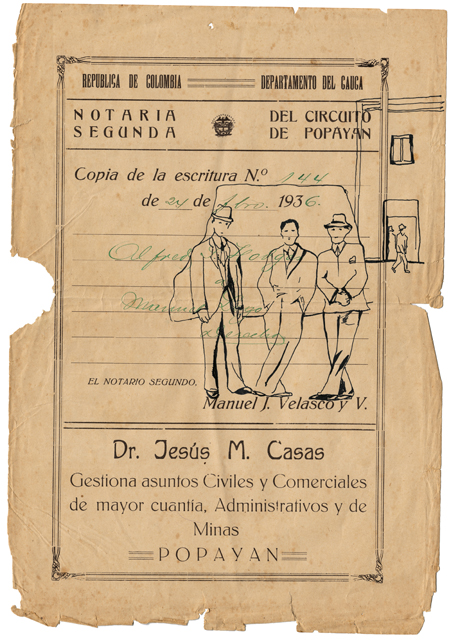 REPUBLICA DE COLOMBIA DEPARTAMENTO DEL CAUCA
NOTARIA SEGUNDA
DEL CIRCUITO DE POPAYAN
Copia de la escritura N.º 144
de 24 de 1936.
Alfredo
a
EL NOTARIO SEGUNDO,
Manuel J. Velasco y V.
Dr. Jesús M. Casas
Gestiona asuntos Civiles y Comerciales
de mayor cuantía, Administrativos y de
Minas
POPAYAN